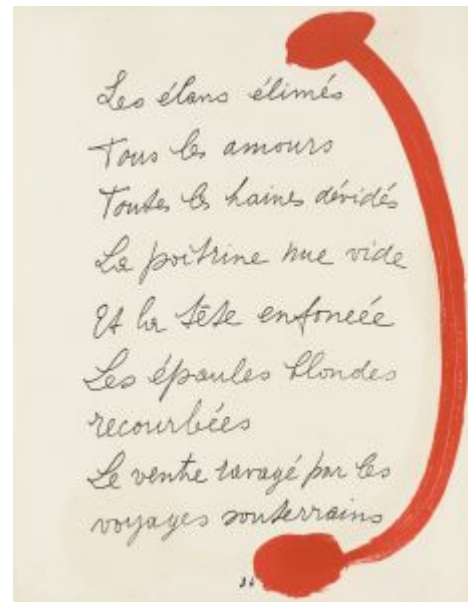 Les élans élimés
Tous les amours
Toutes les haines dévidés
La poitrine nue vide
Et la tête enfoncée
Les épaules blondes
recourbées
Le ventre ravagé par les
voyages souterrains